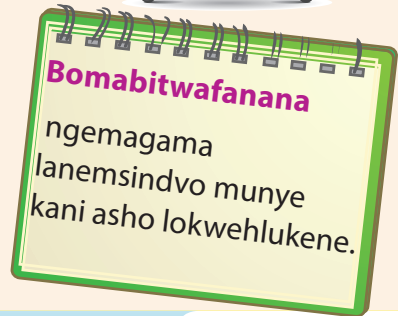 Bomabitwafanana
ngemagama
lanemsindvo munye
kani asho lokwehlukene.